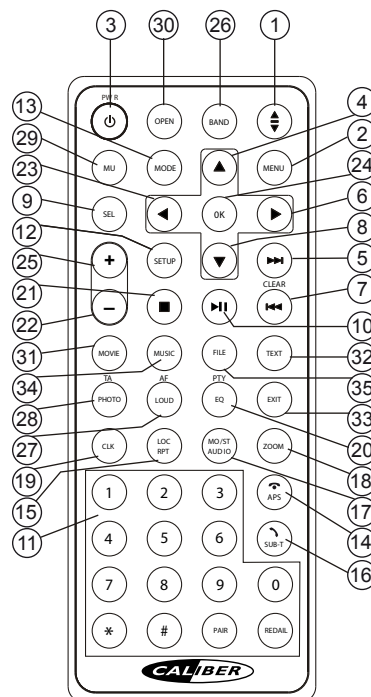 3 30 26 1
PWR
13 4
OPEN BAND
29 2
MU MODE MENU
23 24
9 6
SEL OK
12 8
25 + SETUP 5
21 CLEAR 7
22 − 10
31 32
MOVIE MUSIC FILE TEXT
34 35
TA AF PTY
28 PHOTO LOUD EQ EXIT 33
27 20
19 CLK LOC RPT MO/ST AUDIO ZOOM 18
15 17
1 2 3 APS 14
11
4 5 6 SUB-T 16
7 8 9 0
* # PAIR REDAIL
CALIBER